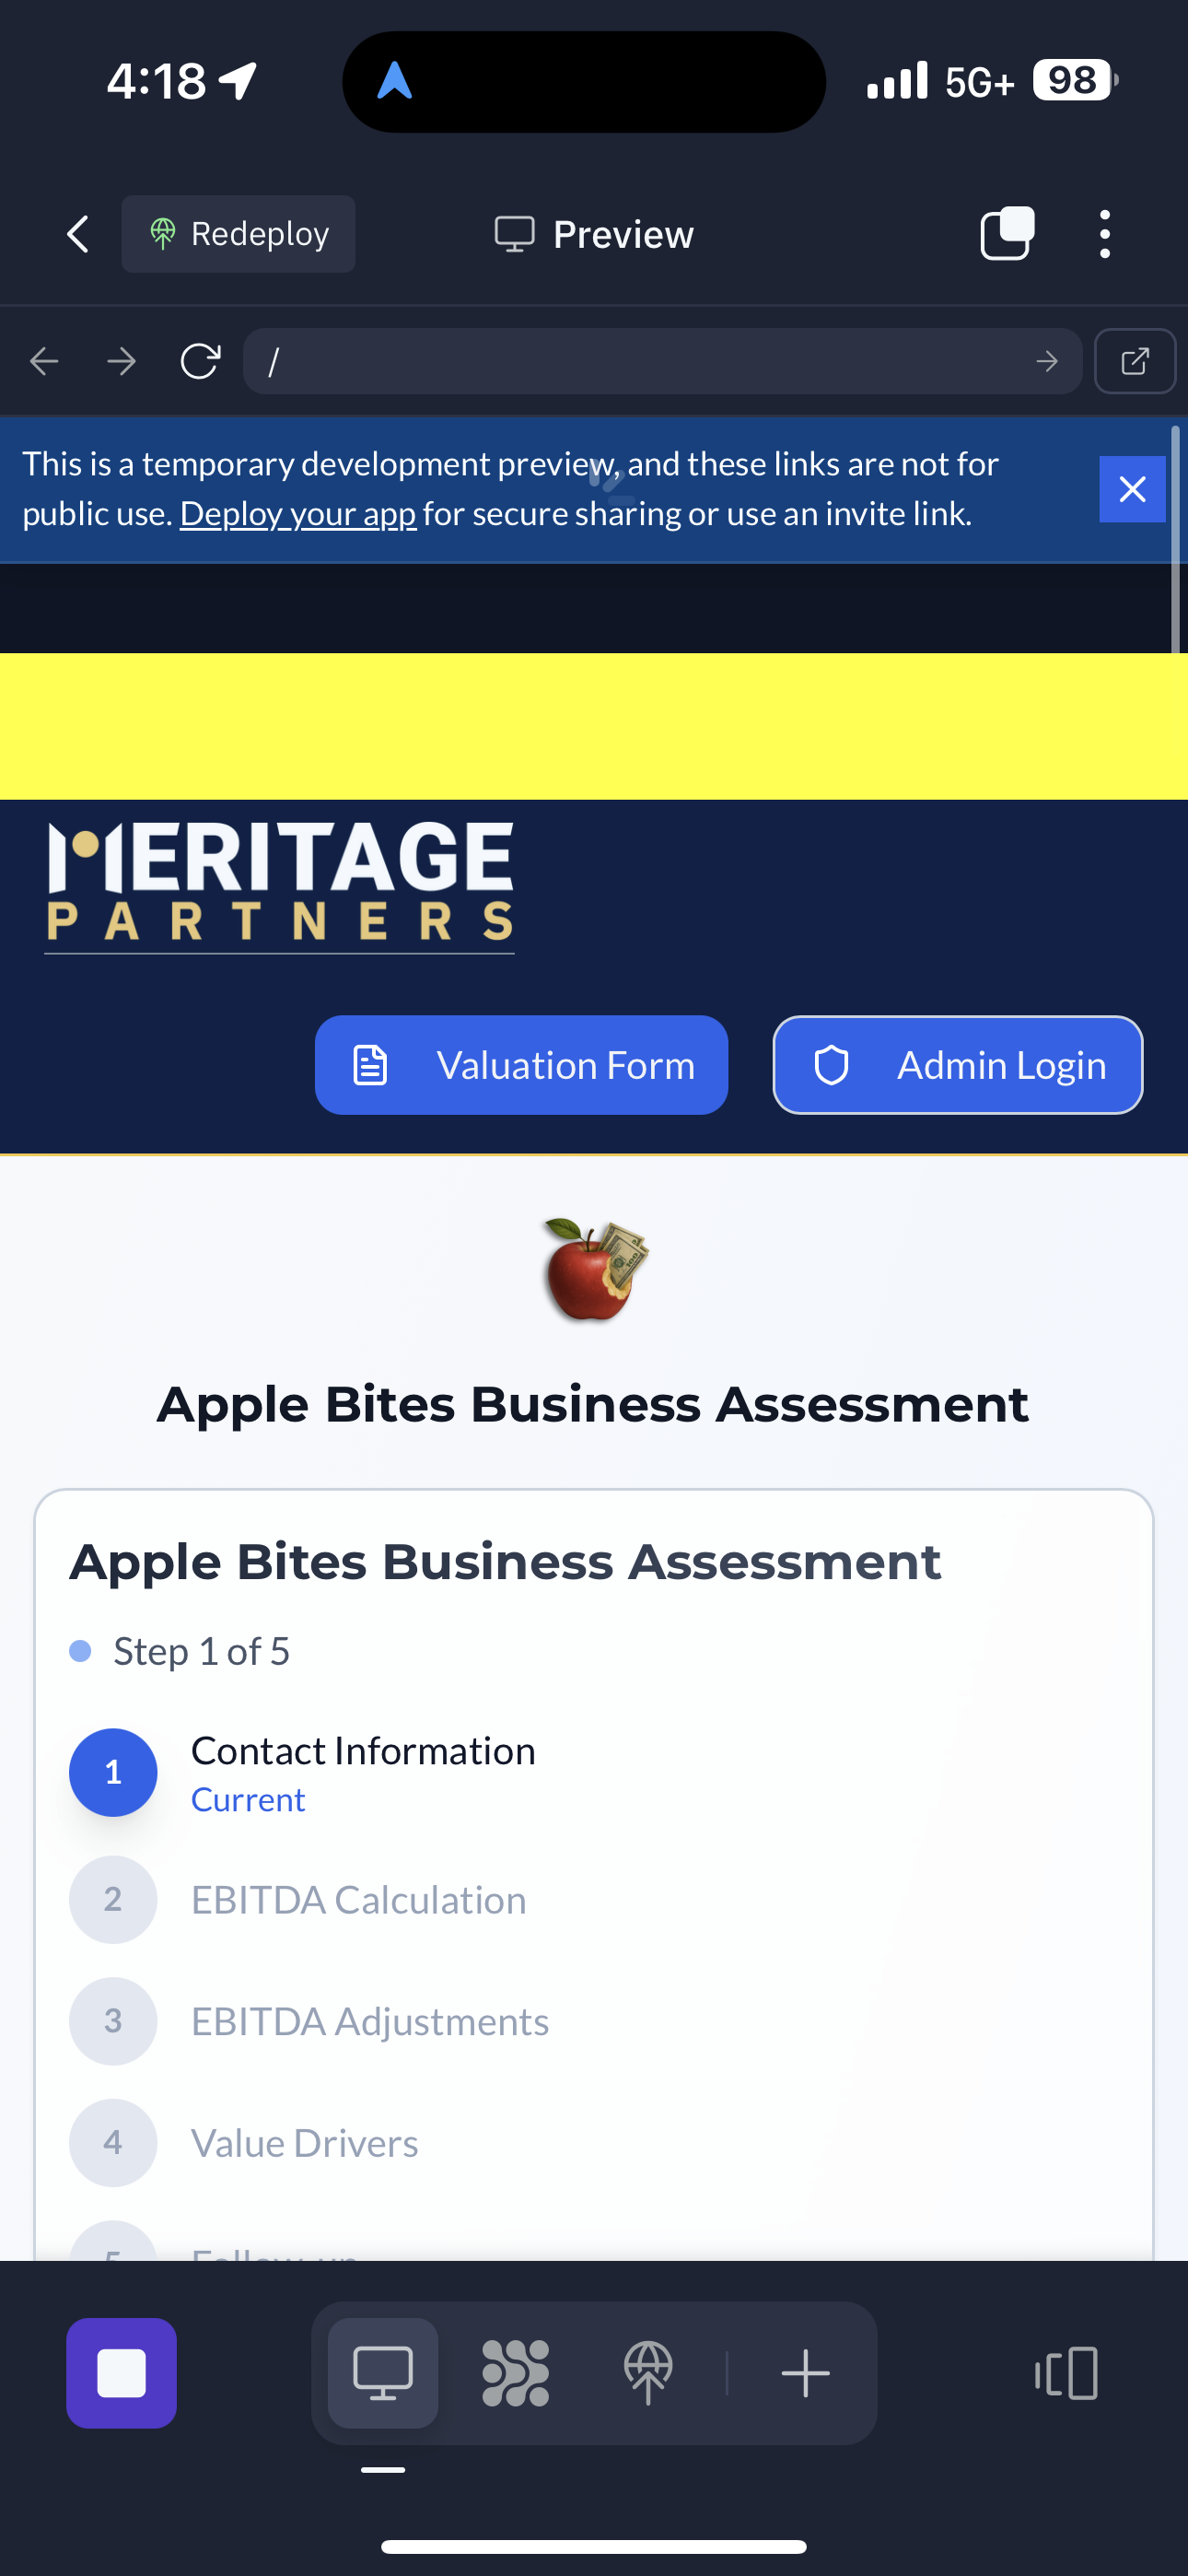 4:18
5G+
98
Redeploy
Preview
/
This is a temporary development preview, and these links are not for
public use. Deploy your app for secure sharing or use an invite link.
MERITAGE
PARTNERS
Valuation Form
Admin Login
Apple Bites Business Assessment
Apple Bites Business Assessment
Step 1 of 5
1
Contact Information
Current
2
EBITDA Calculation
3
EBITDA Adjustments
4
Value Drivers
5
Follow-up